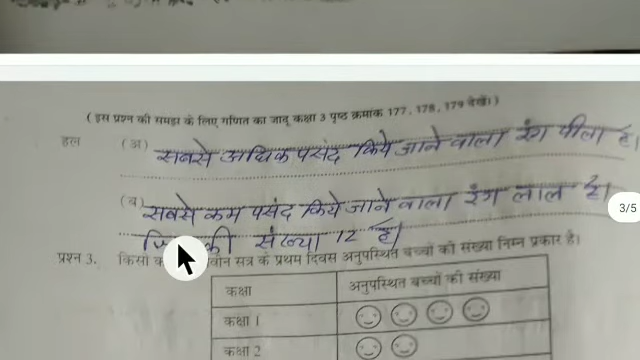 ( इस प्रश्न की समझ के लिए गणित का जादू कक्षा 3 पृष्ठ क्रमांक 177, 178, 179 देखें। )
हल (अ) सबसे अधिक पसंद किये जाने वाला रंग पीला है।
(ब) सबसे कम पसंद किये जाने वाला रंग लाल है।
की संख्या 12 है।
3/5
प्रश्न 3. किसी सत्र के प्रथम दिवस अनुपस्थित बच्चों की संख्या निम्न प्रकार है।
कक्षा अनुपस्थित बच्चों की संख्या
कक्षा 1
कक्षा 2